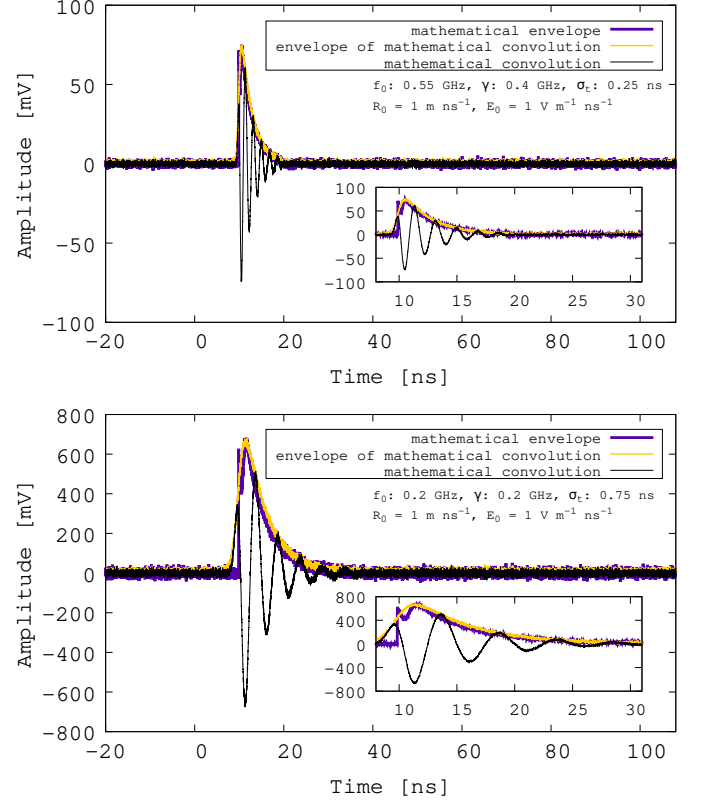 100
50
0
−50
−100
Amplitude [mV]
mathematical envelope
envelope of mathematical convolution
mathematical convolution
f₀: 0.55 GHz, γ: 0.4 GHz, σₜ: 0.25 ns
R₀ = 1 m ns⁻¹, E₀ = 1 V m⁻¹ ns⁻¹
100
50
0
−50
−100
10 15 20 25 30
−20 0 20 40 60 80 100
Time [ns]
800
600
400
200
0
−200
−400
−600
−800
Amplitude [mV]
mathematical envelope
envelope of mathematical convolution
mathematical convolution
f₀: 0.2 GHz, γ: 0.2 GHz, σₜ: 0.75 ns
R₀ = 1 m ns⁻¹, E₀ = 1 V m⁻¹ ns⁻¹
800
400
0
−400
−800
10 15 20 25 30
−20 0 20 40 60 80 100
Time [ns]